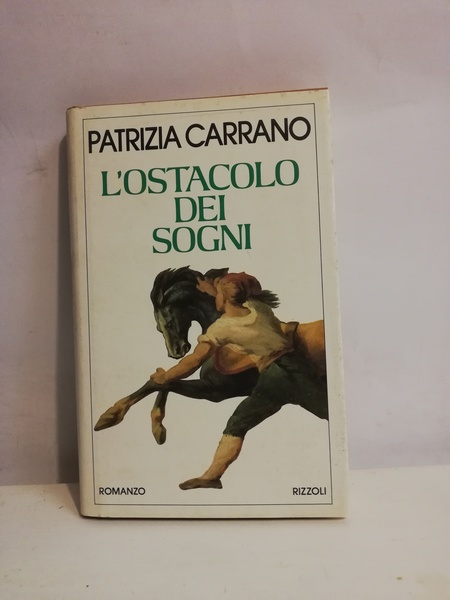 PATRIZIA CARRANO
L'OSTACOLO
DEI
SOGNI
ROMANZO
RIZZOLI